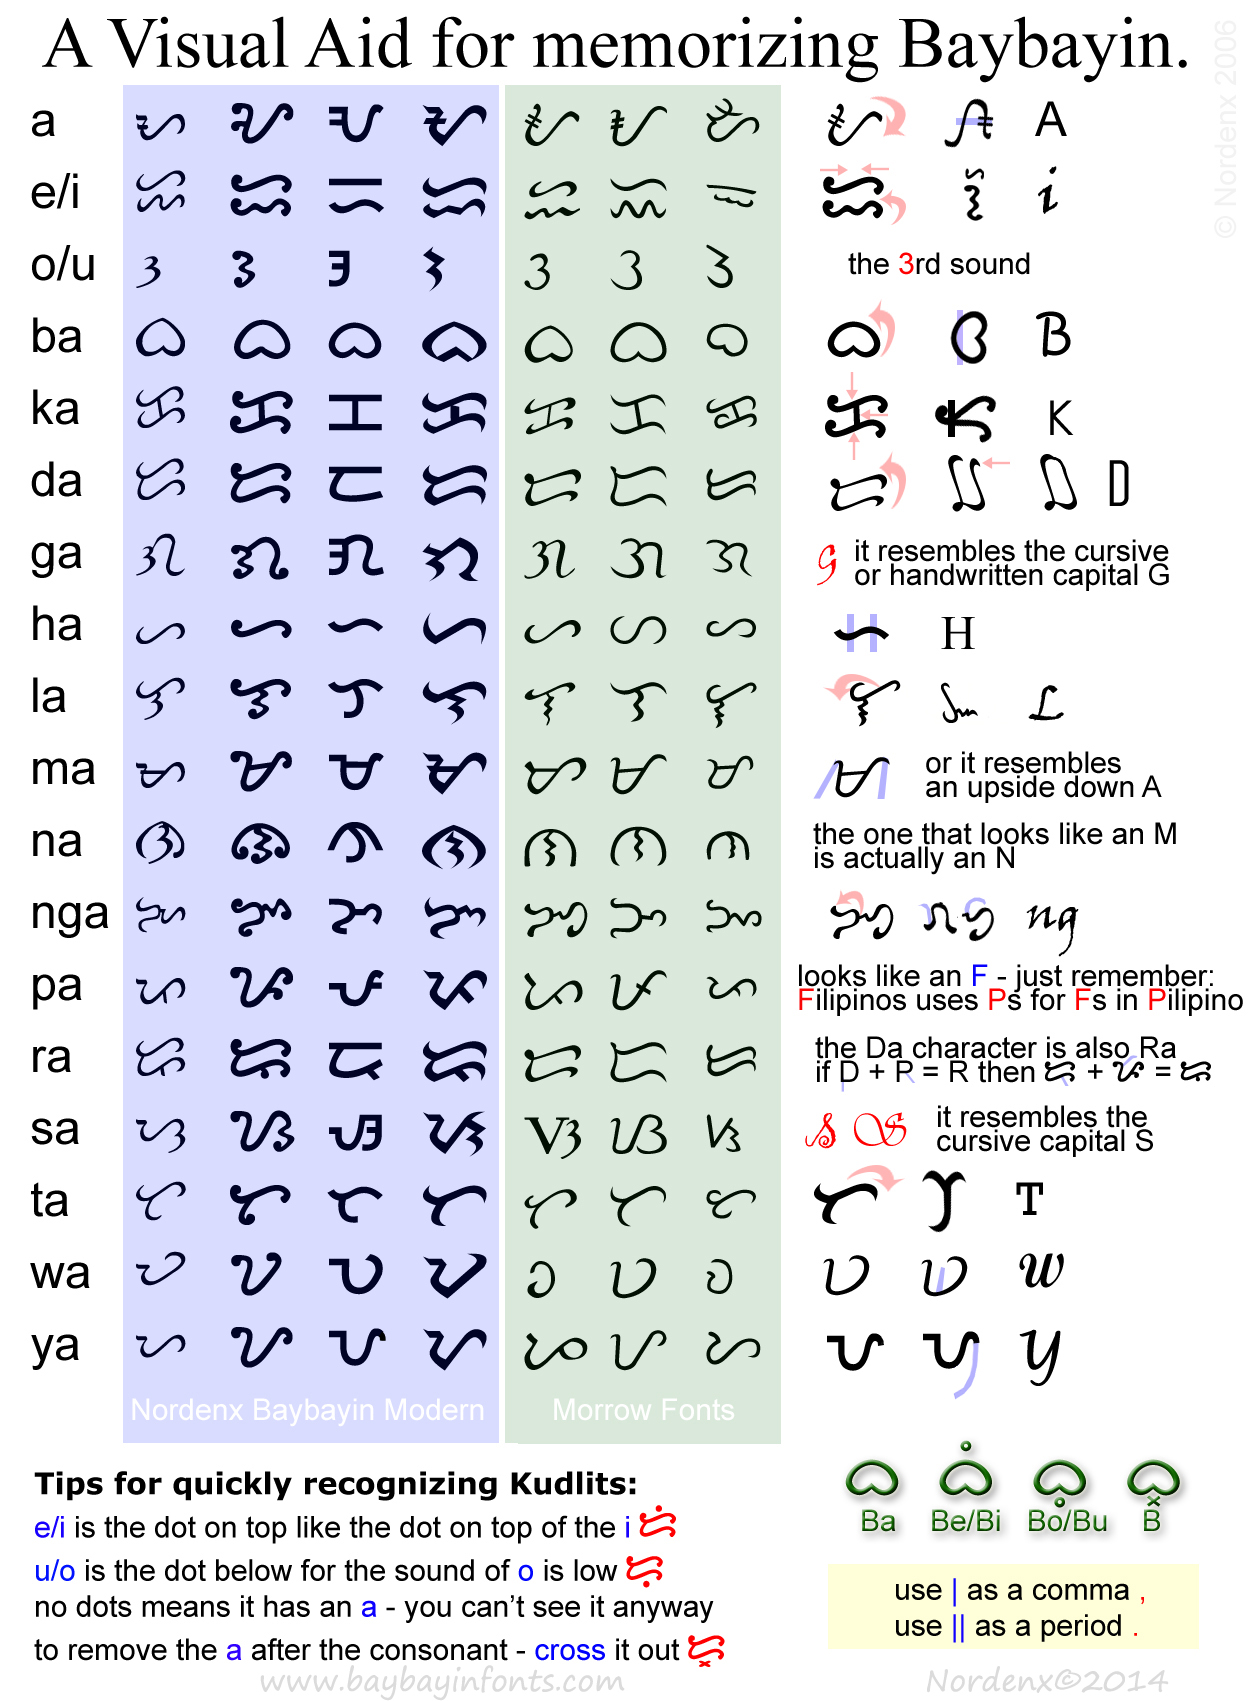 A Visual Aid for memorizing Baybayin.
© Nordenx 2006
a ᜀ A
e/i ᜁ i
o/u ᜂ the 3rd sound
ba ᜊ B
ka ᜃ K
da ᜇ D
ga ᜄ G it resembles the cursive
or handwritten capital G
ha ᜑ H
la ᜎ L
ma ᜋ or it resembles
an upside down A
na ᜈ the one that looks like an M
is actually an N
nga ᜅ ng
pa ᜉ looks like an F - just remember:
Filipinos uses Ps for Fs in Pilipino
ra the Da character is also Ra
if D + P = R then + =
sa ᜐ S S it resembles the
cursive capital S
ta ᜆ T
wa ᜏ w
ya ᜌ y
Nordenx Baybayin Modern Morrow Fonts
Tips for quickly recognizing Kudlits:
e/i is the dot on top like the dot on top of the i ᜃᜒ
u/o is the dot below for the sound of o is low
no dots means it has an a - you can’t see it anyway
to remove the a after the consonant - cross it out
ᜊ ᜊᜒ ᜊᜓ ᜊ
Ba Be/Bi Bo/Bu B
use | as a comma ,
use || as a period .
www.baybayinfonts.com
Nordenx©2014